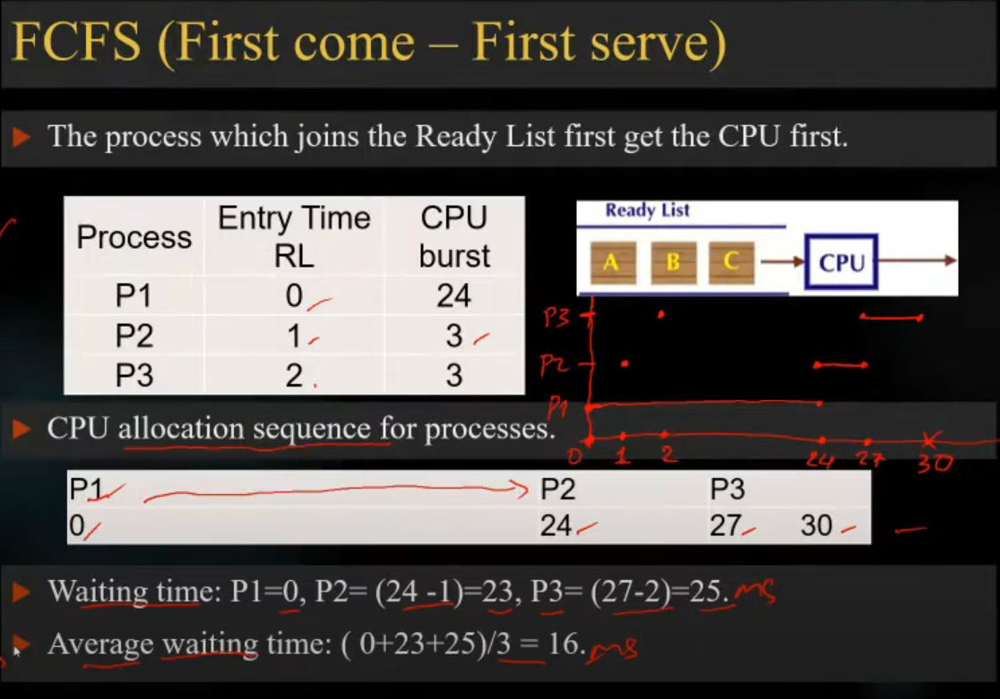 FCFS (First come – First serve)
The process which joins the Ready List first get the CPU first.
Process Entry Time RL CPU burst
P1 0 24
P2 1 3
P3 2 3
Ready List
A B C CPU
P3
P2
P1
0 1 2 24 27 30
CPU allocation sequence for processes.
P1 P2 P3
0 24 27 30
Waiting time: P1=0, P2= (24 -1)=23, P3= (27-2)=25. ms
Average waiting time: ( 0+23+25)/3 = 16. ms